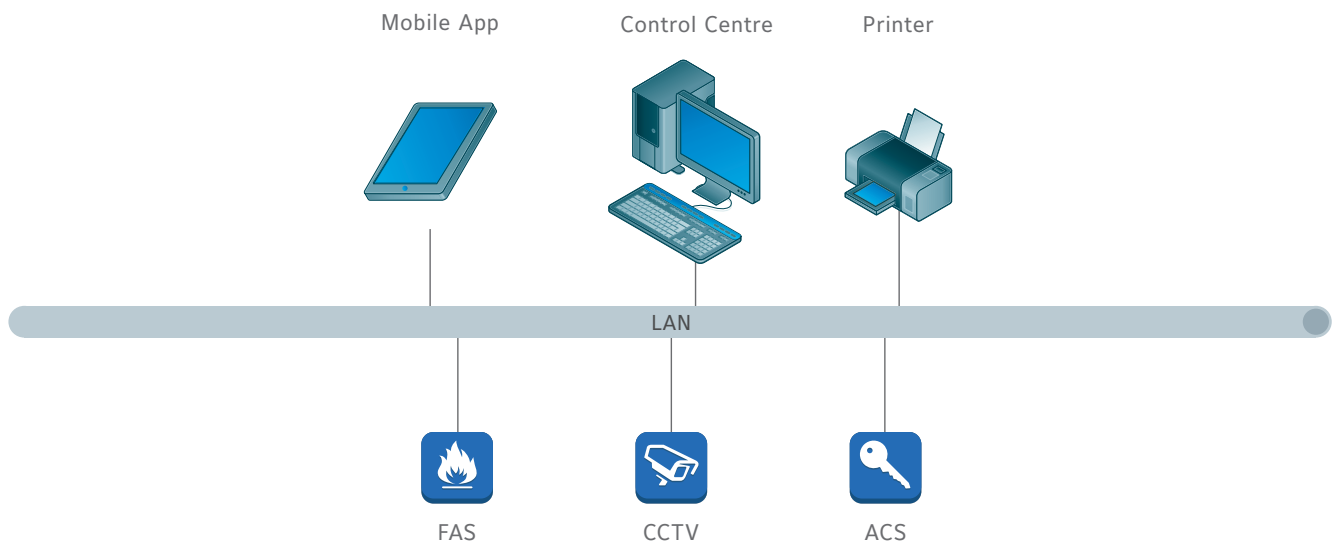 Mobile App
Control Centre
Printer
LAN
FAS
CCTV
ACS